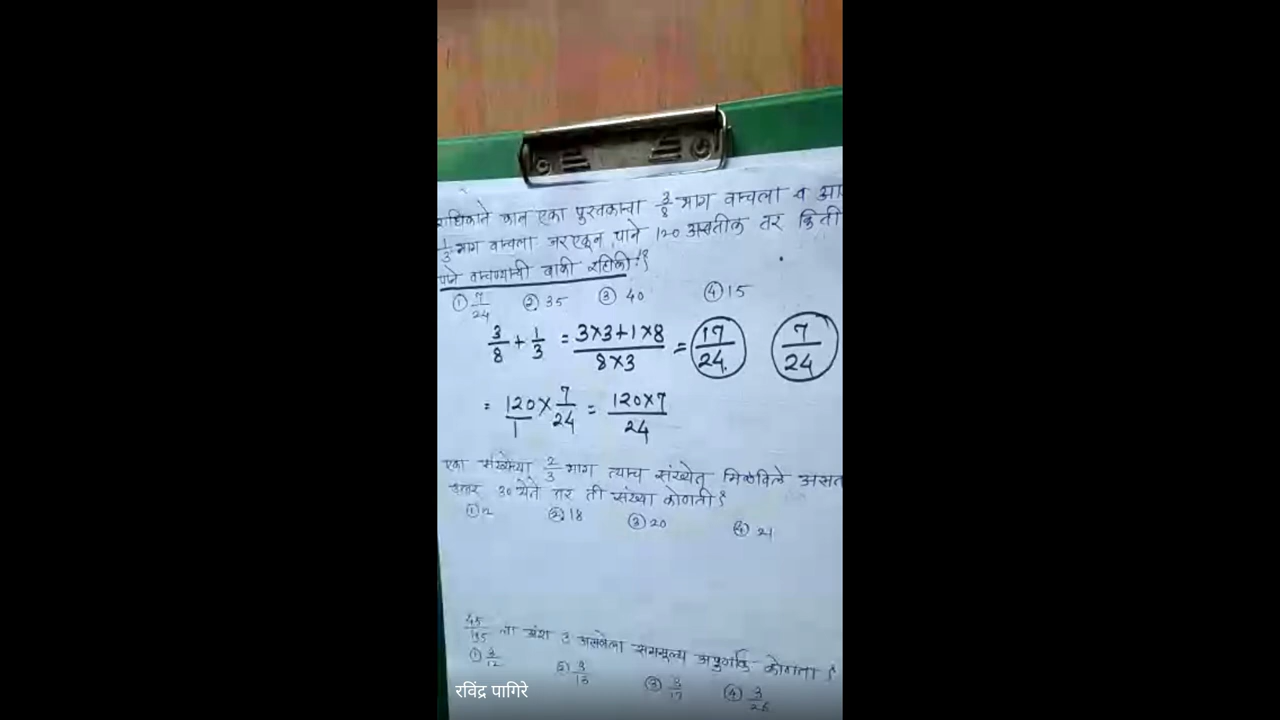 राधिकाने काल एका पुस्तकाचा 3/8 भाग वाचला व आज
1/3 भाग वाचला जर एकूण पाने 120 असतील तर किती
पाने वाचण्याची बाकी राहिली?
① 7/24 ② 35 ③ 40 ④ 15
3/8 + 1/3 = 3×3+1×8 / 8×3 = 17/24. 7/24
= 120/1 × 7/24 = 120×7/24
एका संख्येच्या 2/3 भाग त्याच संख्येत मिळविले असता
उत्तर 30 येते तर ती संख्या कोणती?
① 12 ② 18 ③ 20 ④ 21
45/195 ला अंश 3 असलेला सममूल्य अपूर्णांक कोणता?
① 3/12 ② 3/13 ③ 3/17 ④ 3/25
रविंद्र पागिरे